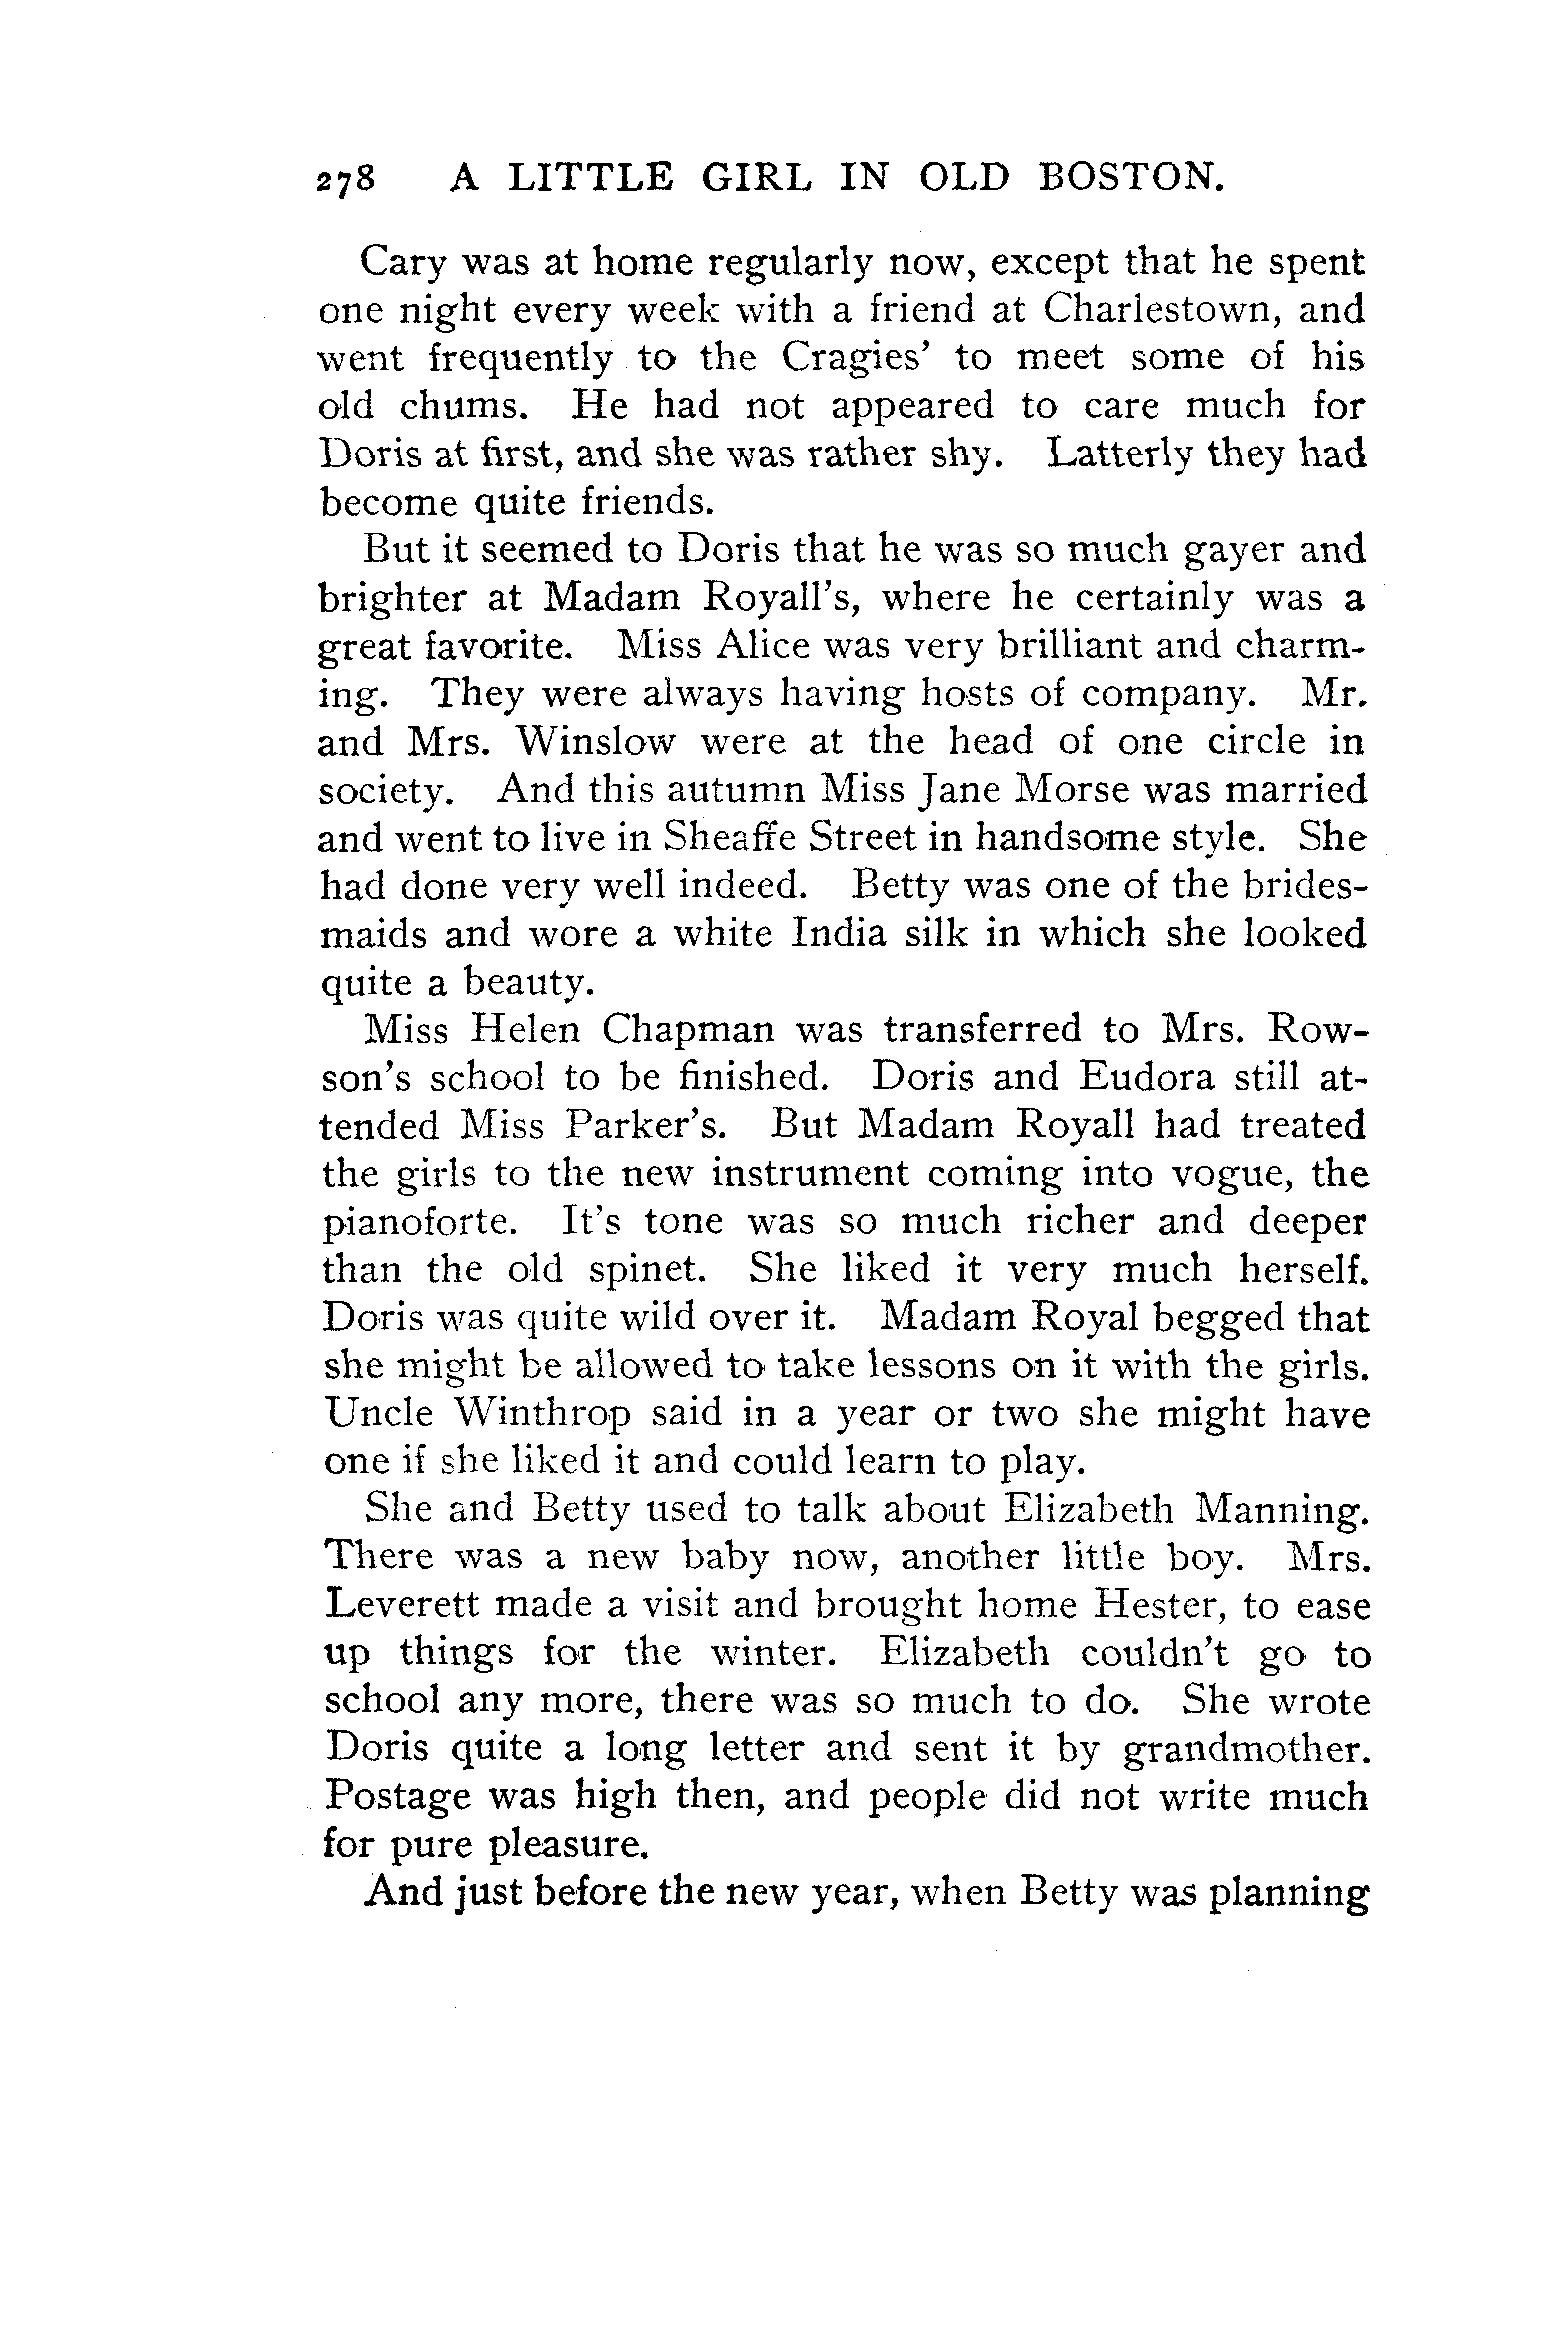 278 A LITTLE GIRL IN OLD BOSTON.
Cary was at home regularly now, except that he spent
one night every week with a friend at Charlestown, and
went frequently to the Cragies' to meet some of his
old chums. He had not appeared to care much for
Doris at first, and she was rather shy. Latterly they had
become quite friends.
But it seemed to Doris that he was so much gayer and
brighter at Madam Royall's, where he certainly was a
great favorite. Miss Alice was very brilliant and charm-
ing. They were always having hosts of company. Mr.
and Mrs. Winslow were at the head of one circle in
society. And this autumn Miss Jane Morse was married
and went to live in Sheaffe Street in handsome style. She
had done very well indeed. Betty was one of the brides-
maids and wore a white India silk in which she looked
quite a beauty.
Miss Helen Chapman was transferred to Mrs. Row-
son's school to be finished. Doris and Eudora still at-
tended Miss Parker's. But Madam Royall had treated
the girls to the new instrument coming into vogue, the
pianoforte. It's tone was so much richer and deeper
than the old spinet. She liked it very much herself.
Doris was quite wild over it. Madam Royal begged that
she might be allowed to take lessons on it with the girls.
Uncle Winthrop said in a year or two she might have
one if she liked it and could learn to play.
She and Betty used to talk about Elizabeth Manning.
There was a new baby now, another little boy. Mrs.
Leverett made a visit and brought home Hester, to ease
up things for the winter. Elizabeth couldn't go to
school any more, there was so much to do. She wrote
Doris quite a long letter and sent it by grandmother.
Postage was high then, and people did not write much
for pure pleasure.
And just before the new year, when Betty was planning